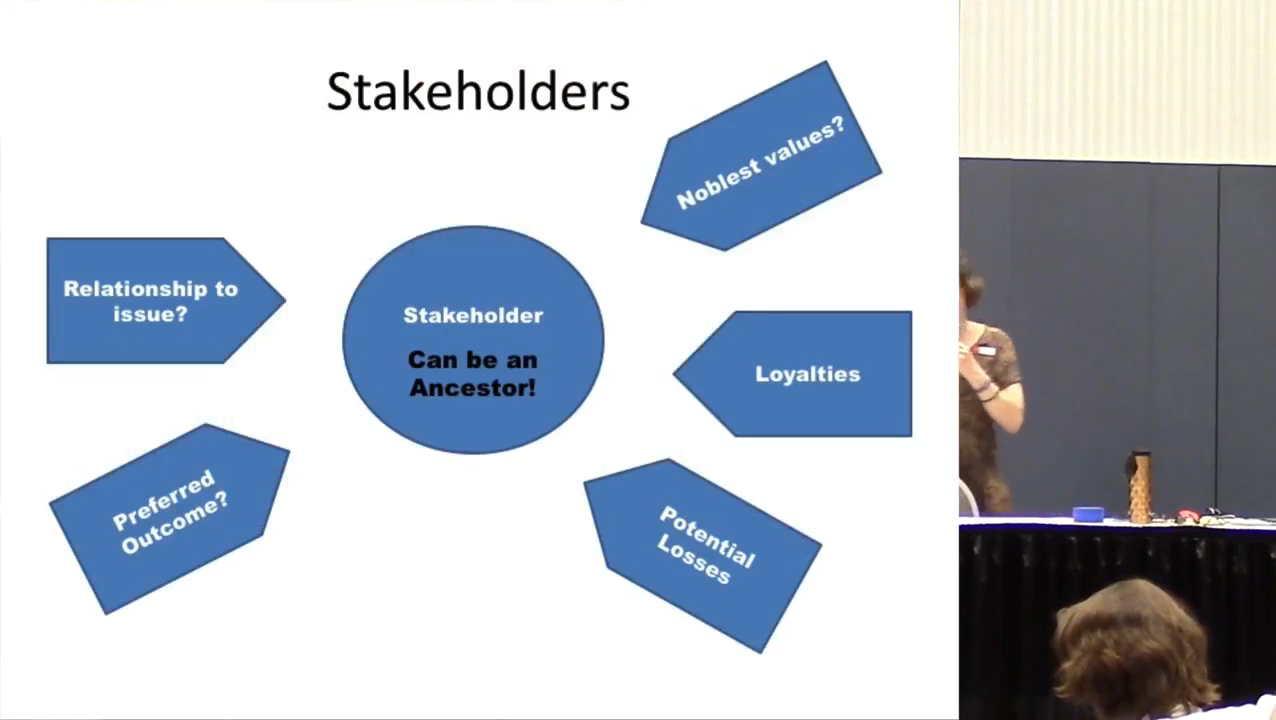 Stakeholders
Noblest values?
Relationship to
issue?
Stakeholder
Can be an
Ancestor!
Loyalties
Preferred
Outcome?
Potential
Losses